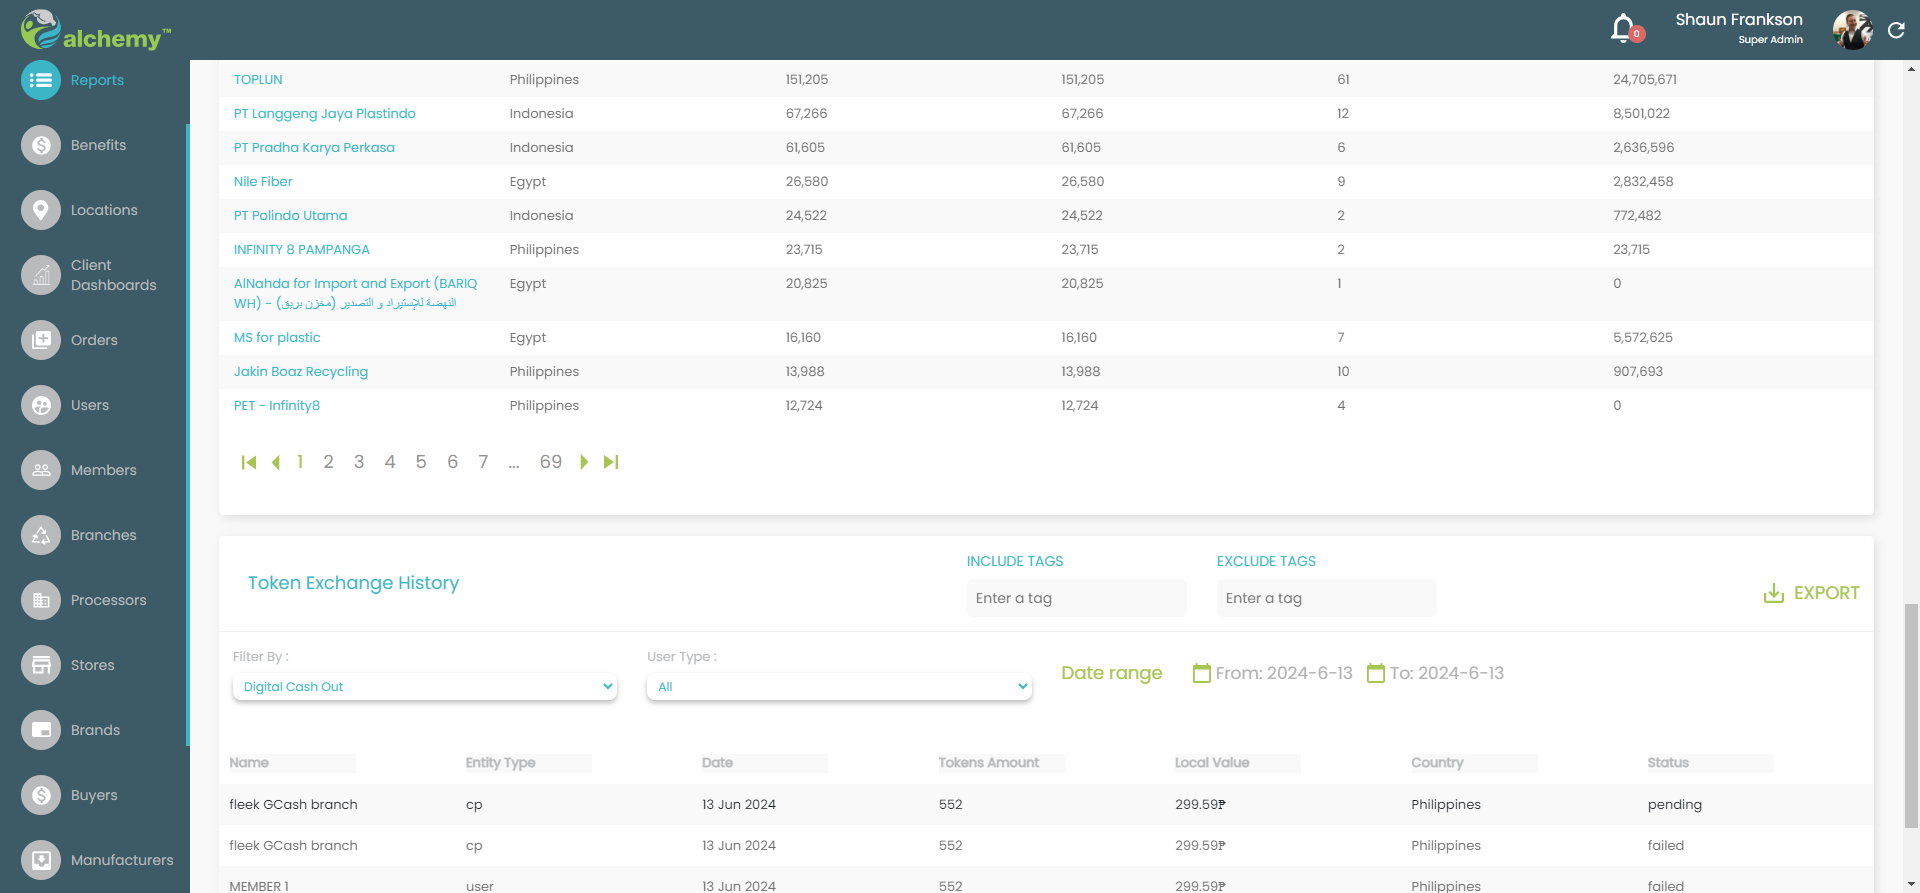 alchemy™
0
Shaun Frankson
Super Admin
Reports
Benefits
Locations
Client
Dashboards
Orders
Users
Members
Branches
Processors
Stores
Brands
Buyers
Manufacturers
TOPLUN Philippines 151,205 151,205 61 24,705,671
PT Langgeng Jaya Plastindo Indonesia 67,266 67,266 12 8,501,022
PT Pradha Karya Perkasa Indonesia 61,605 61,605 6 2,636,596
Nile Fiber Egypt 26,580 26,580 9 2,832,458
PT Polindo Utama Indonesia 24,522 24,522 2 772,482
INFINITY 8 PAMPANGA Philippines 23,715 23,715 2 23,715
AlNahda for Import and Export (BARIQ Egypt 20,825 20,825 1 0
WH) - النهضة للإستيراد و التصدير (مخزن بريق)
MS for plastic Egypt 16,160 16,160 7 5,572,625
Jakin Boaz Recycling Philippines 13,988 13,988 10 907,693
PET - Infinity8 Philippines 12,724 12,724 4 0
1 2 3 4 5 6 7 ... 69
Token Exchange History
INCLUDE TAGS
Enter a tag
EXCLUDE TAGS
Enter a tag
EXPORT
Filter By :
Digital Cash Out
User Type :
All
Date range From: 2024-6-13 To: 2024-6-13
Name Entity Type Date Tokens Amount Local Value Country Status
fleek GCash branch cp 13 Jun 2024 552 299.59₱ Philippines pending
fleek GCash branch cp 13 Jun 2024 552 299.59₱ Philippines failed
MEMBER 1 user 13 Jun 2024 552 299.59₱ Philippines failed